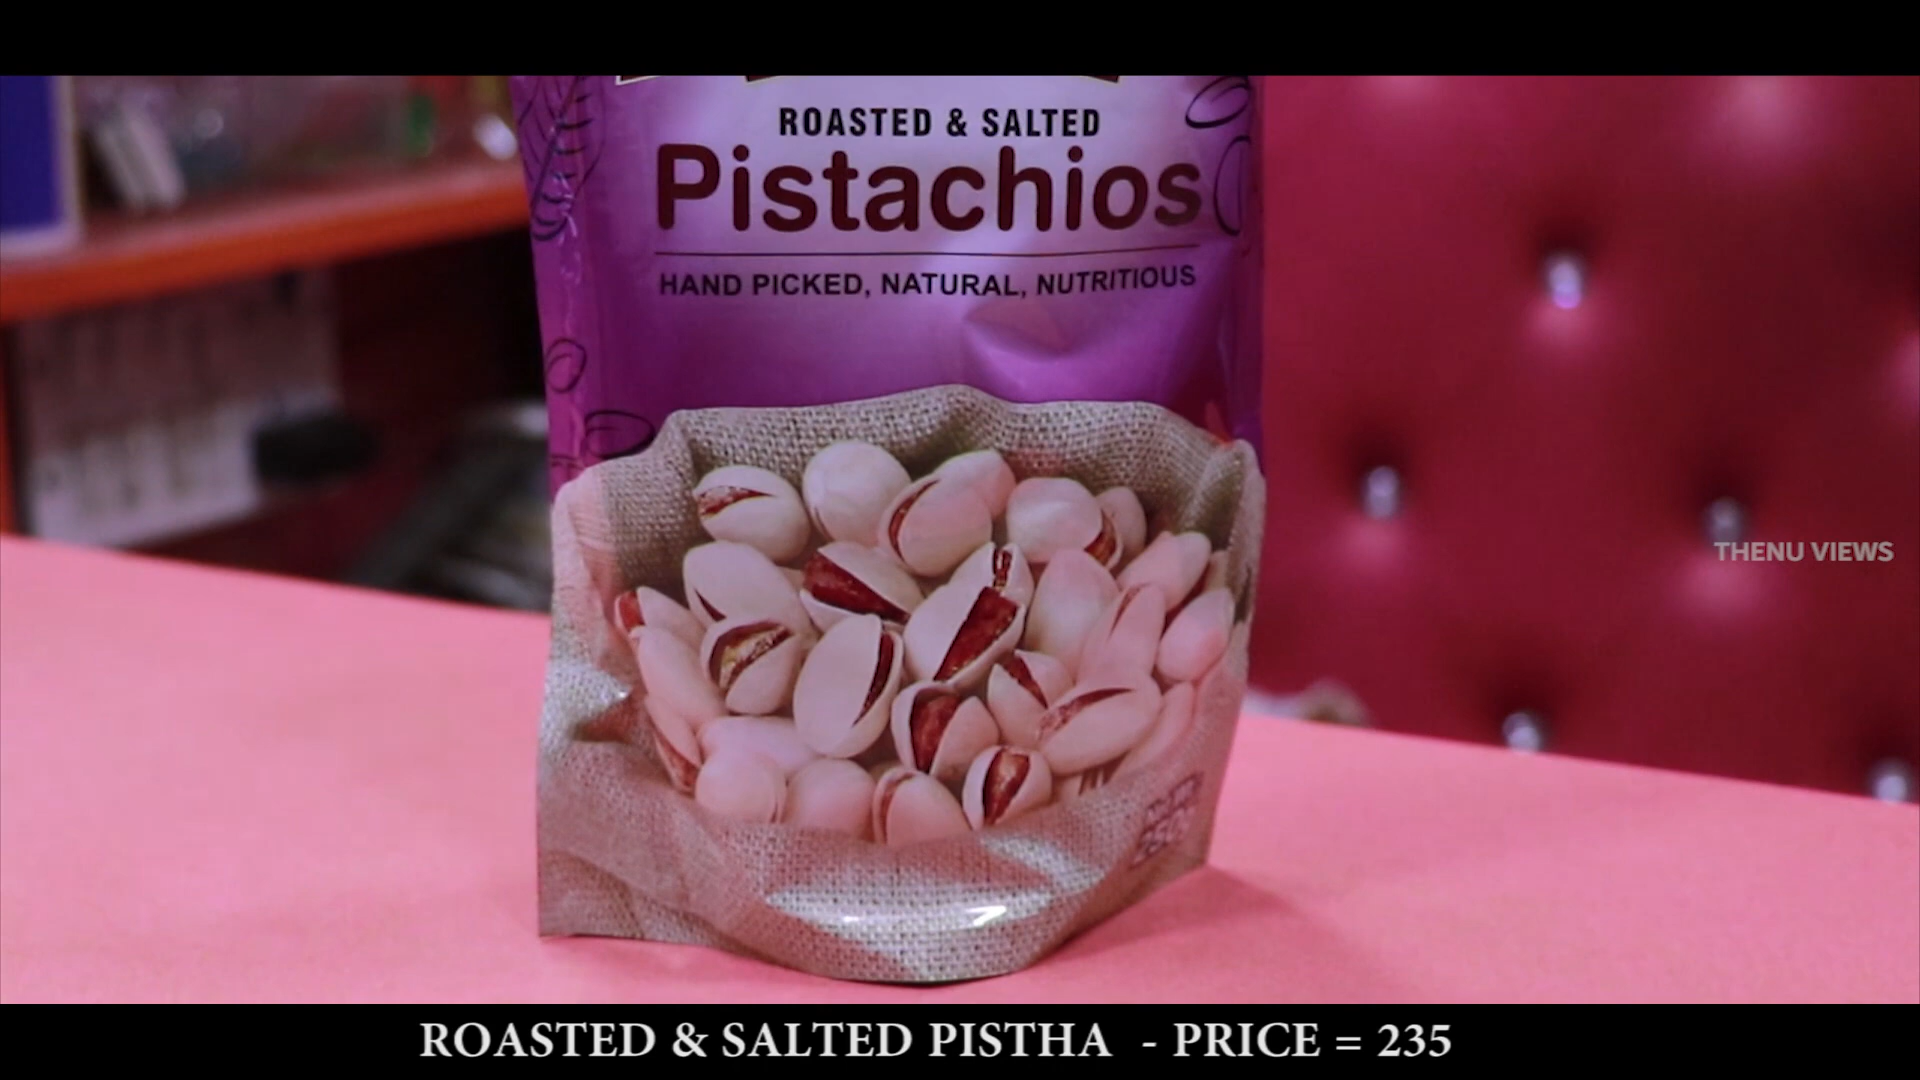 ROASTED & SALTED
Pistachios
HAND PICKED, NATURAL, NUTRITIOUS
THENU VIEWS
ROASTED & SALTED PISTHA - PRICE = 235